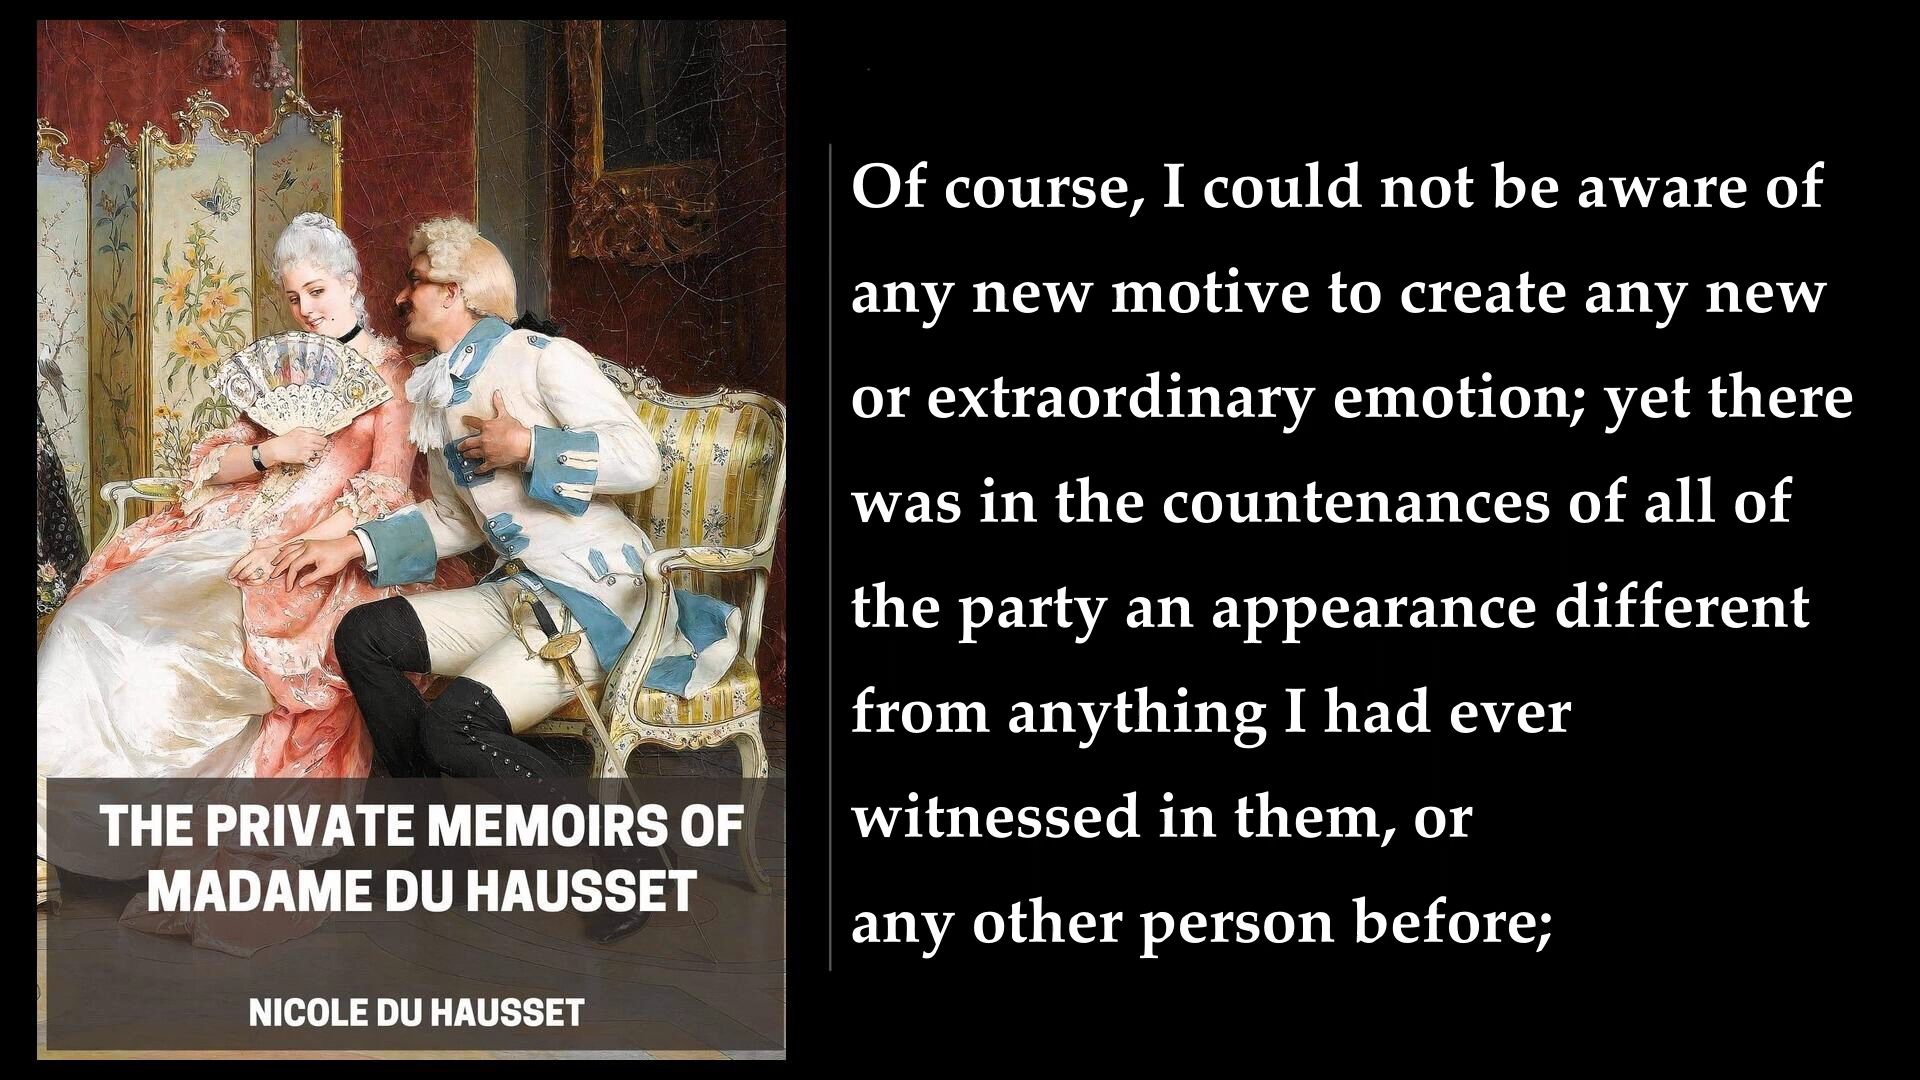 THE PRIVATE MEMOIRS OF
MADAME DU HAUSSET
NICOLE DU HAUSSET
Of course, I could not be aware of
any new motive to create any new
or extraordinary emotion; yet there
was in the countenances of all of
the party an appearance different
from anything I had ever
witnessed in them, or
any other person before;